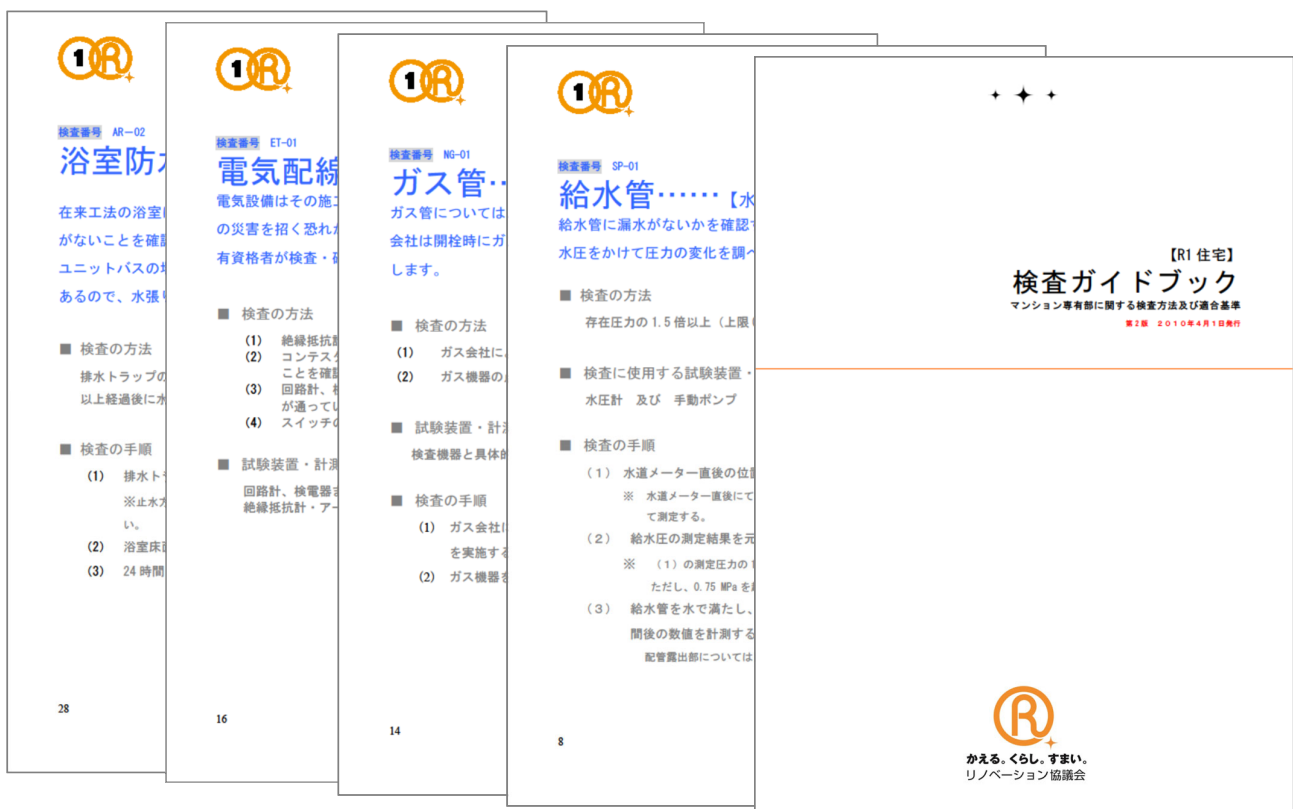 1R
検査番号 AR－02
浴室防
在来工法の浴室
がないことを確
ユニットバスの
あるので、水張
■ 検査の方法
排水トラップの
以上経過後に水
■ 検査の手順
(1) 排水ト
※止水
い。
(2) 浴室床
(3) 24時間
28
1R
検査番号 ET-01
電気配線
電気設備はその施
の災害を招く恐れ
有資格者が検査・
■ 検査の方法
(1) 絶縁抵抗
(2) コンテス
ことを確
(3) 回路計、
が通ってい
(4) スイッチの
■ 試験装置・計測
回路計、検電器
絶縁抵抗計・アー
16
1R
検査番号 NG-01
ガス管‥
ガス管については
会社は開栓時にガ
します。
■ 検査の方法
(1) ガス会社に
(2) ガス機器の
■ 試験装置・計
検査機器と具体的
■ 検査の手順
(1) ガス会社
を実施する
(2) ガス機器を
14
1R
検査番号 SP-01
給水管……【水
給水管に漏水がないかを確認
水圧をかけて圧力の変化を調べ
■ 検査の方法
存在圧力の1.5倍以上（上限
■ 検査に使用する試験装置・
水圧計 及び 手動ポンプ
■ 検査の手順
（１） 水道メーター直後の位
※ 水道メーター直後にて
て測定する。
（２） 給水圧の測定結果を元
※ （１）の測定圧力の1
ただし、0.75 MPaを
（３） 給水管を水で満たし、
間後の数値を計測する
配管露出部については
8
【R1住宅】
検査ガイドブック
マンション専有部に関する検査方法及び適合基準
第2版 2010年4月1日発行
R
かえる。くらし。すまい。
リノベーション協議会